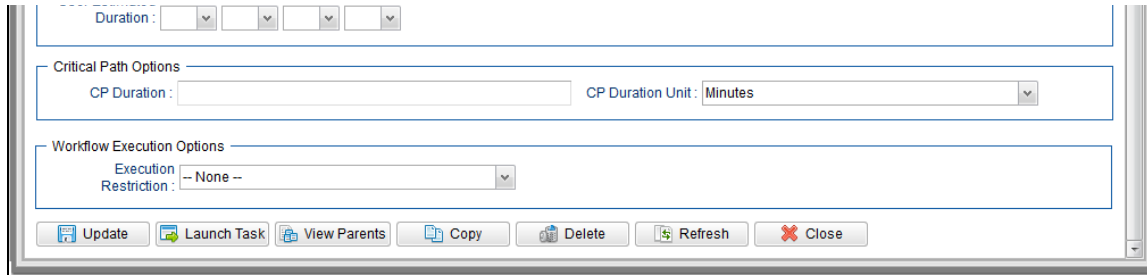 Duration :
Critical Path Options
CP Duration :
CP Duration Unit : Minutes
Workflow Execution Options
Execution
Restriction : -- None --
Update Launch Task View Parents Copy Delete Refresh Close